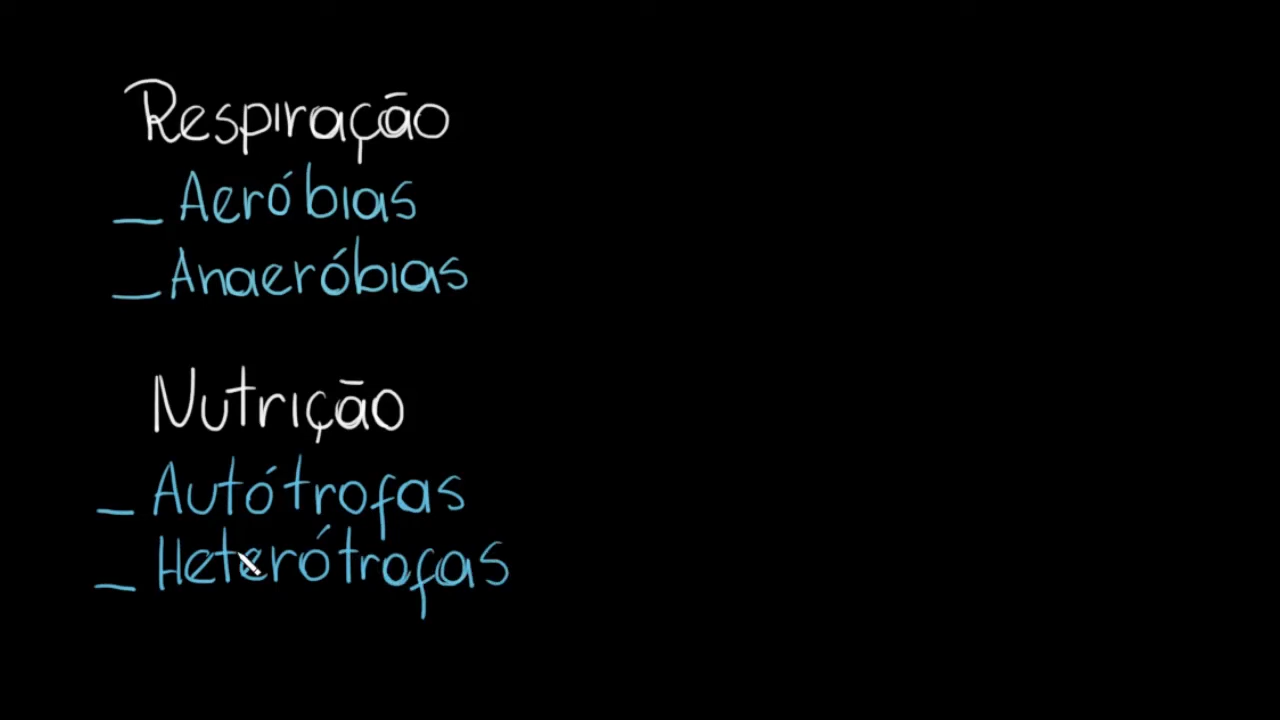 Respiração
_ Aeróbias
_ Anaeróbias
Nutrição
_ Autótrofas
_ Heterótrofas